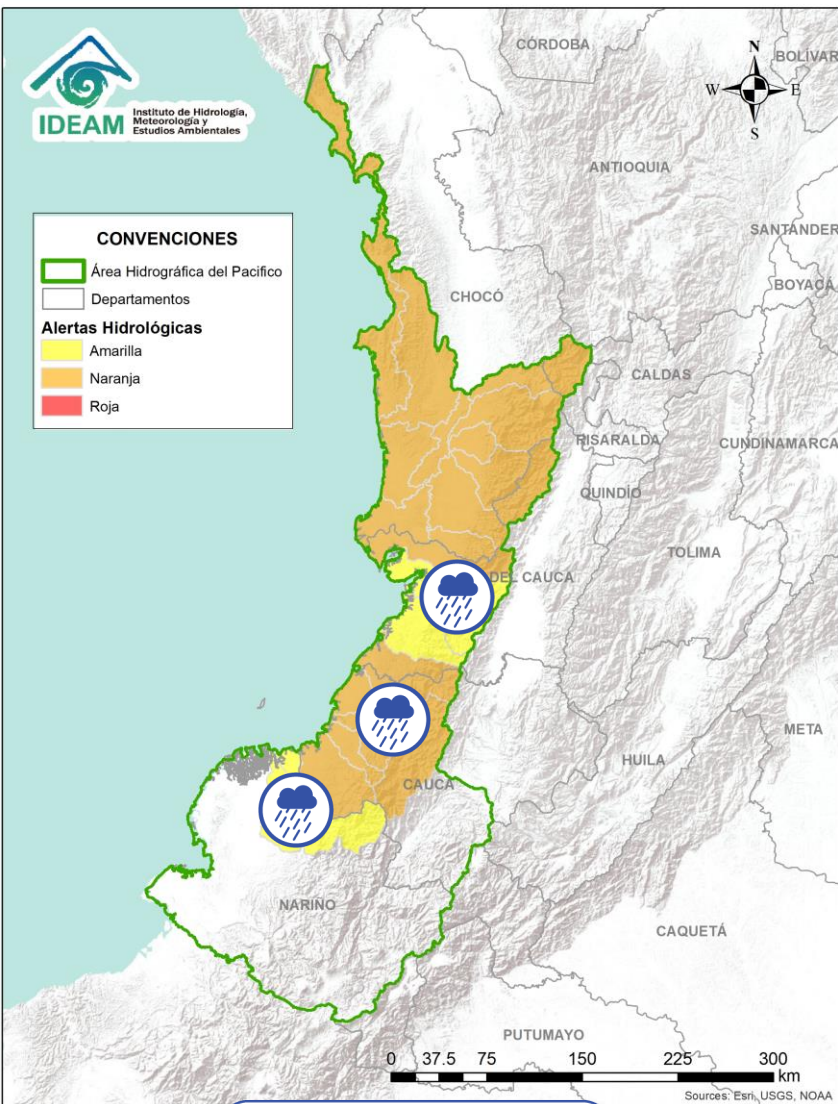 IDEAM
Instituto de Hidrología,
Meteorología y
Estudios Ambientales
CÓRDOBA
BOLÍVAR
N
W
E
S
ANTIOQUIA
SANTANDER
BOYACÁ
CONVENCIONES
Área Hidrográfica del Pacifico
Departamentos
Alertas Hidrológicas
Amarilla
Naranja
Roja
CHOCÓ
CALDAS
RISARALDA
CUNDINAMARCA
QUINDÍO
TOLIMA
DEL CAUCA
META
HUILA
CAUCA
NARIÑO
CAQUETÁ
PUTUMAYO
0 37.5 75 150 225 300
km
Sources: Esri, USGS, NOAA